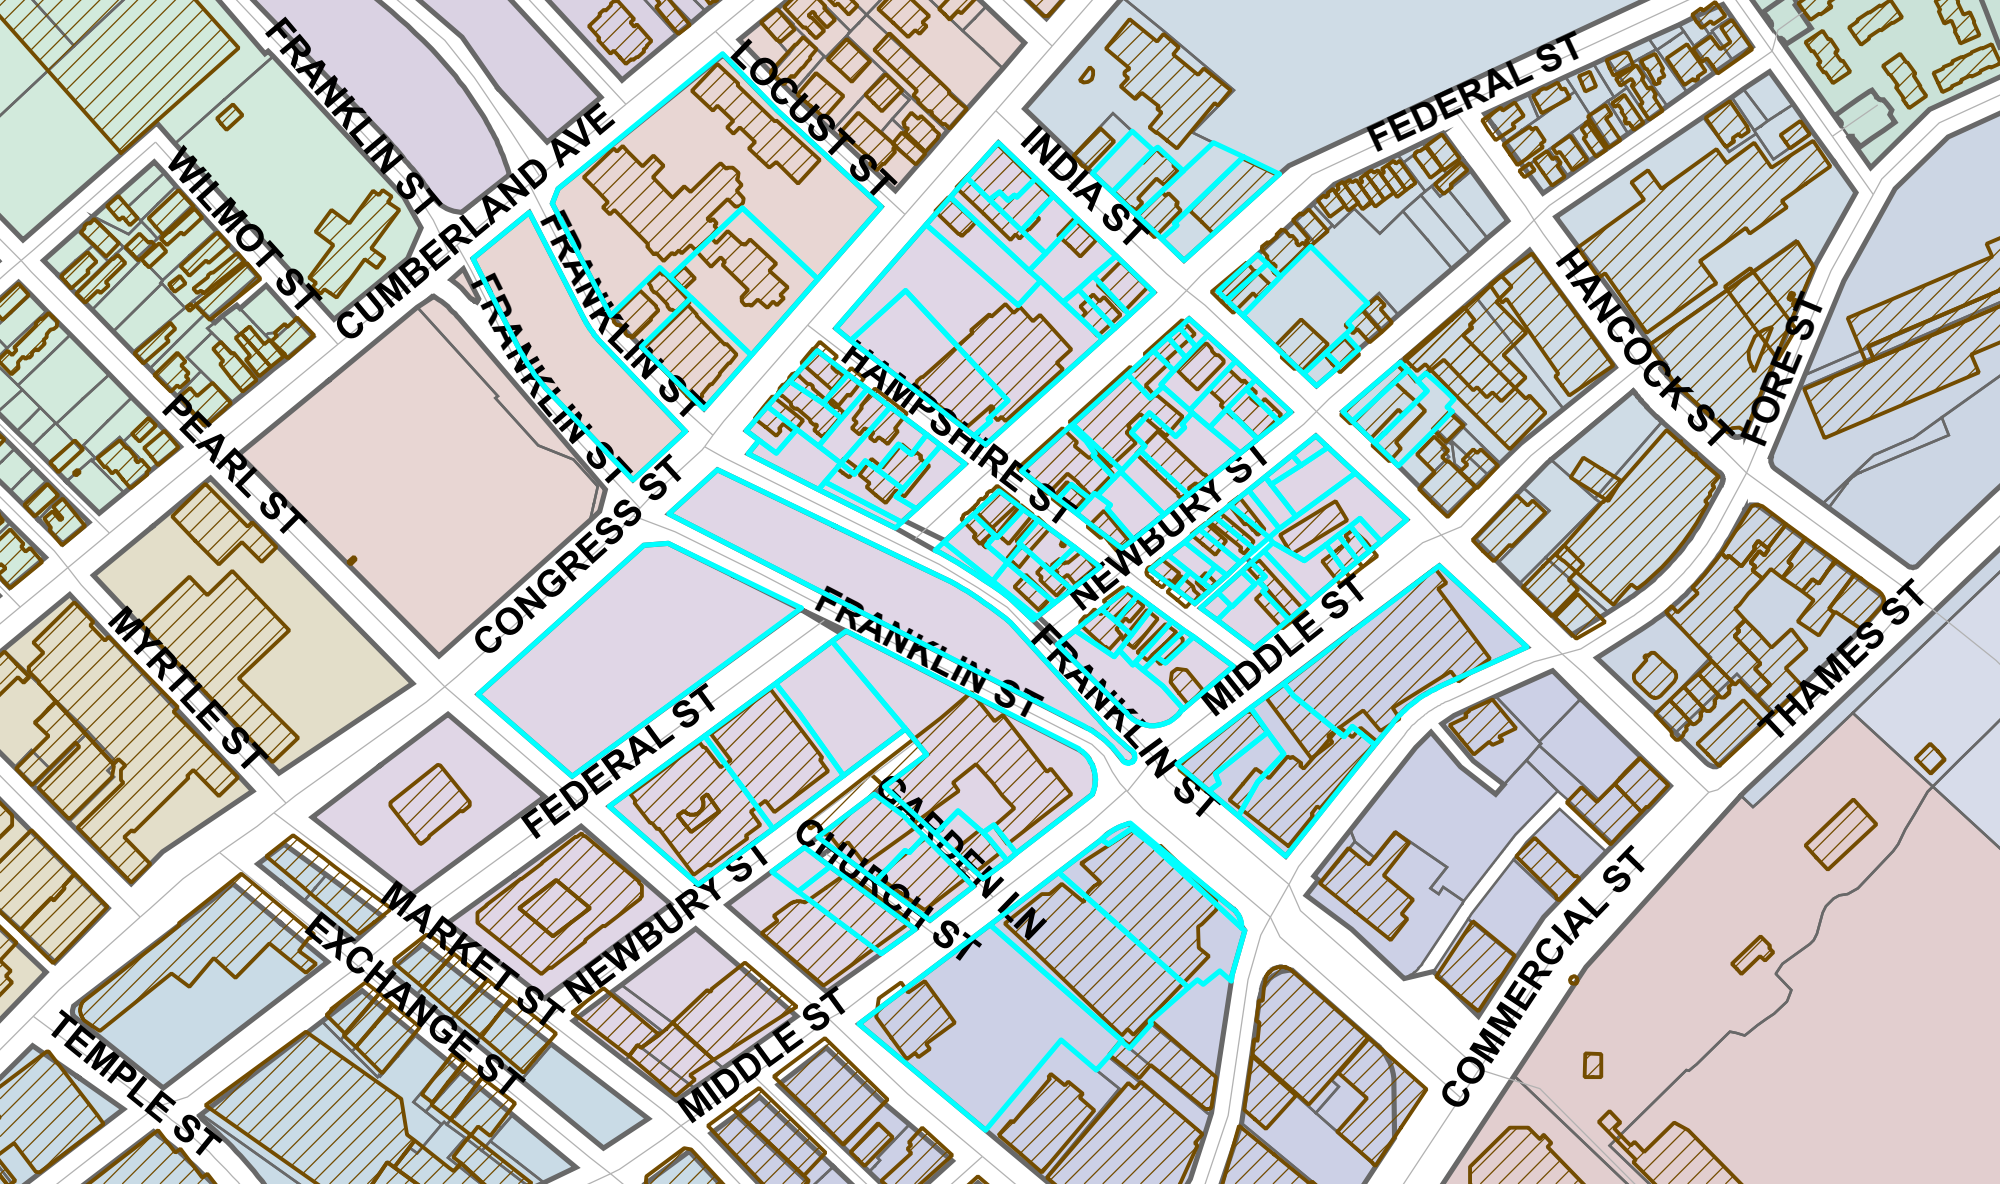 FRANKLIN ST
LOCUST ST
FEDERAL ST
CUMBERLAND AVE
WILMOT ST
INDIA ST
FRANKLIN ST
FRANKLIN ST
HANCOCK ST
FORE ST
HAMPSHIRE ST
PEARL ST
CONGRESS ST
NEWBURY ST
MIDDLE ST
FRANKLIN ST
FRANKLIN ST
MYRTLE ST
THAMES ST
FEDERAL ST
CAPDEN LN
CHURCH ST
NEWBURY ST
MARKET ST
EXCHANGE ST
MIDDLE ST
COMMERCIAL ST
TEMPLE ST